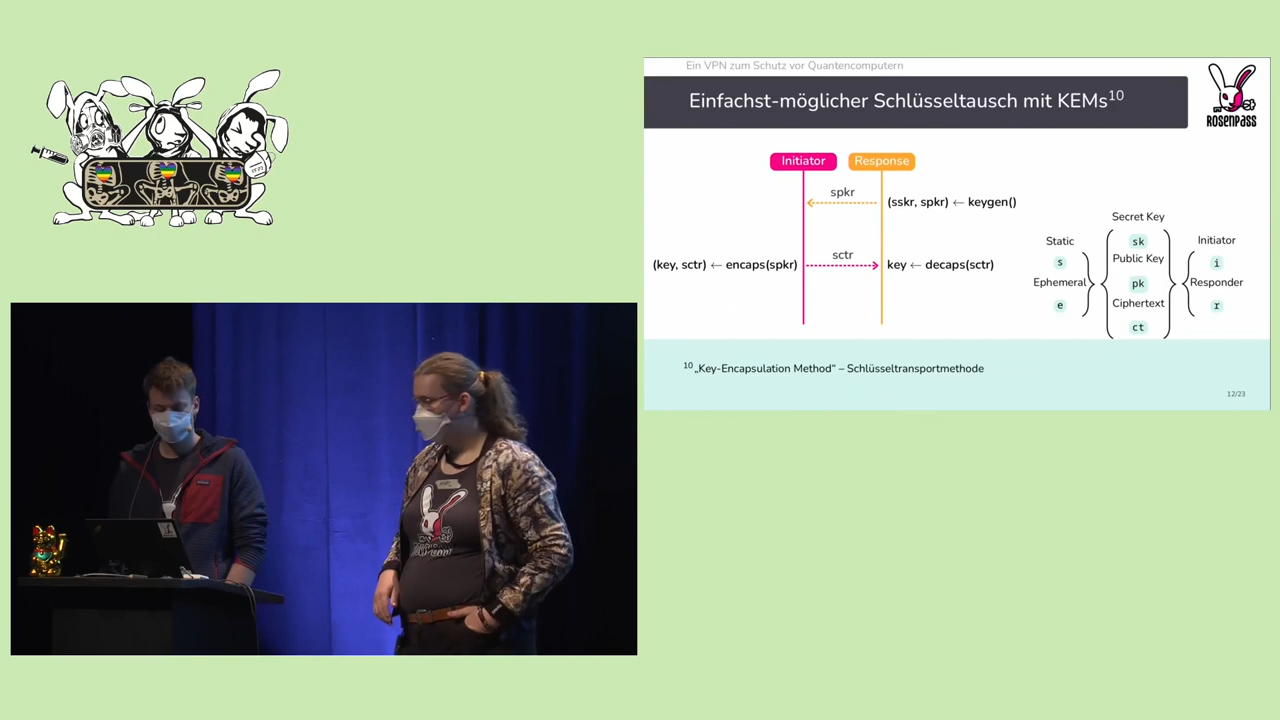 Ein VPN zum Schutz vor Quantencomputern
Einfachst-möglicher Schlüsseltausch mit KEMs10
ROSENPASS
Initiator
Response
spkr
(sskr, spkr) ← keygen()
sctr
(key, sctr) ← encaps(spkr)
key ← decaps(sctr)
Static
s
Ephemeral
e
Secret Key
sk
Public Key
pk
Ciphertext
ct
Initiator
i
Responder
r
10 „Key-Encapsulation Method“ – Schlüsseltransportmethode
12/23